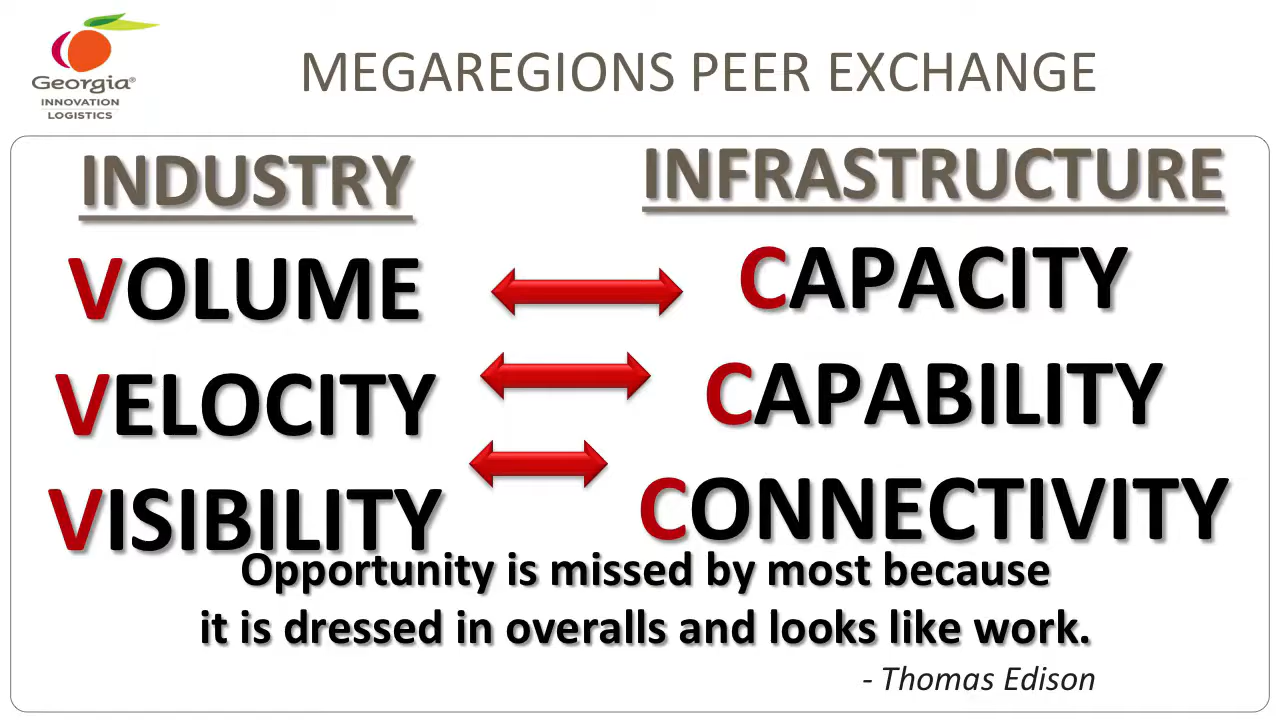 Georgia®
INNOVATION
LOGISTICS
MEGAREGIONS PEER EXCHANGE
INDUSTRY
INFRASTRUCTURE
VOLUME
CAPACITY
VELOCITY
CAPABILITY
VISIBILITY
CONNECTIVITY
Opportunity is missed by most because
it is dressed in overalls and looks like work.
- Thomas Edison